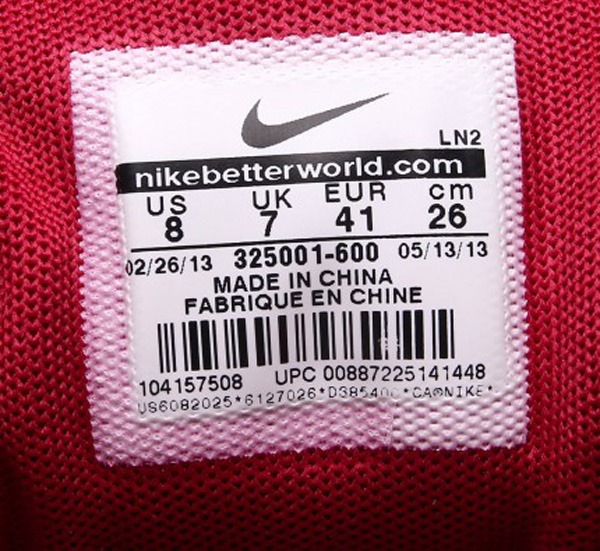 LN2
nikebetterworld.com
US UK EUR cm
8 7 41 26
02/26/13 325001-600 05/13/13
MADE IN CHINA
FABRIQUE EN CHINE
104157508 UPC 00887225141448
US6082025*6127026*D385400*CA®NIKE*